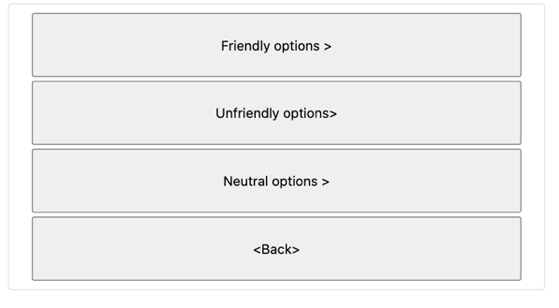 Friendly options >
Unfriendly options>
Neutral options >
<Back>